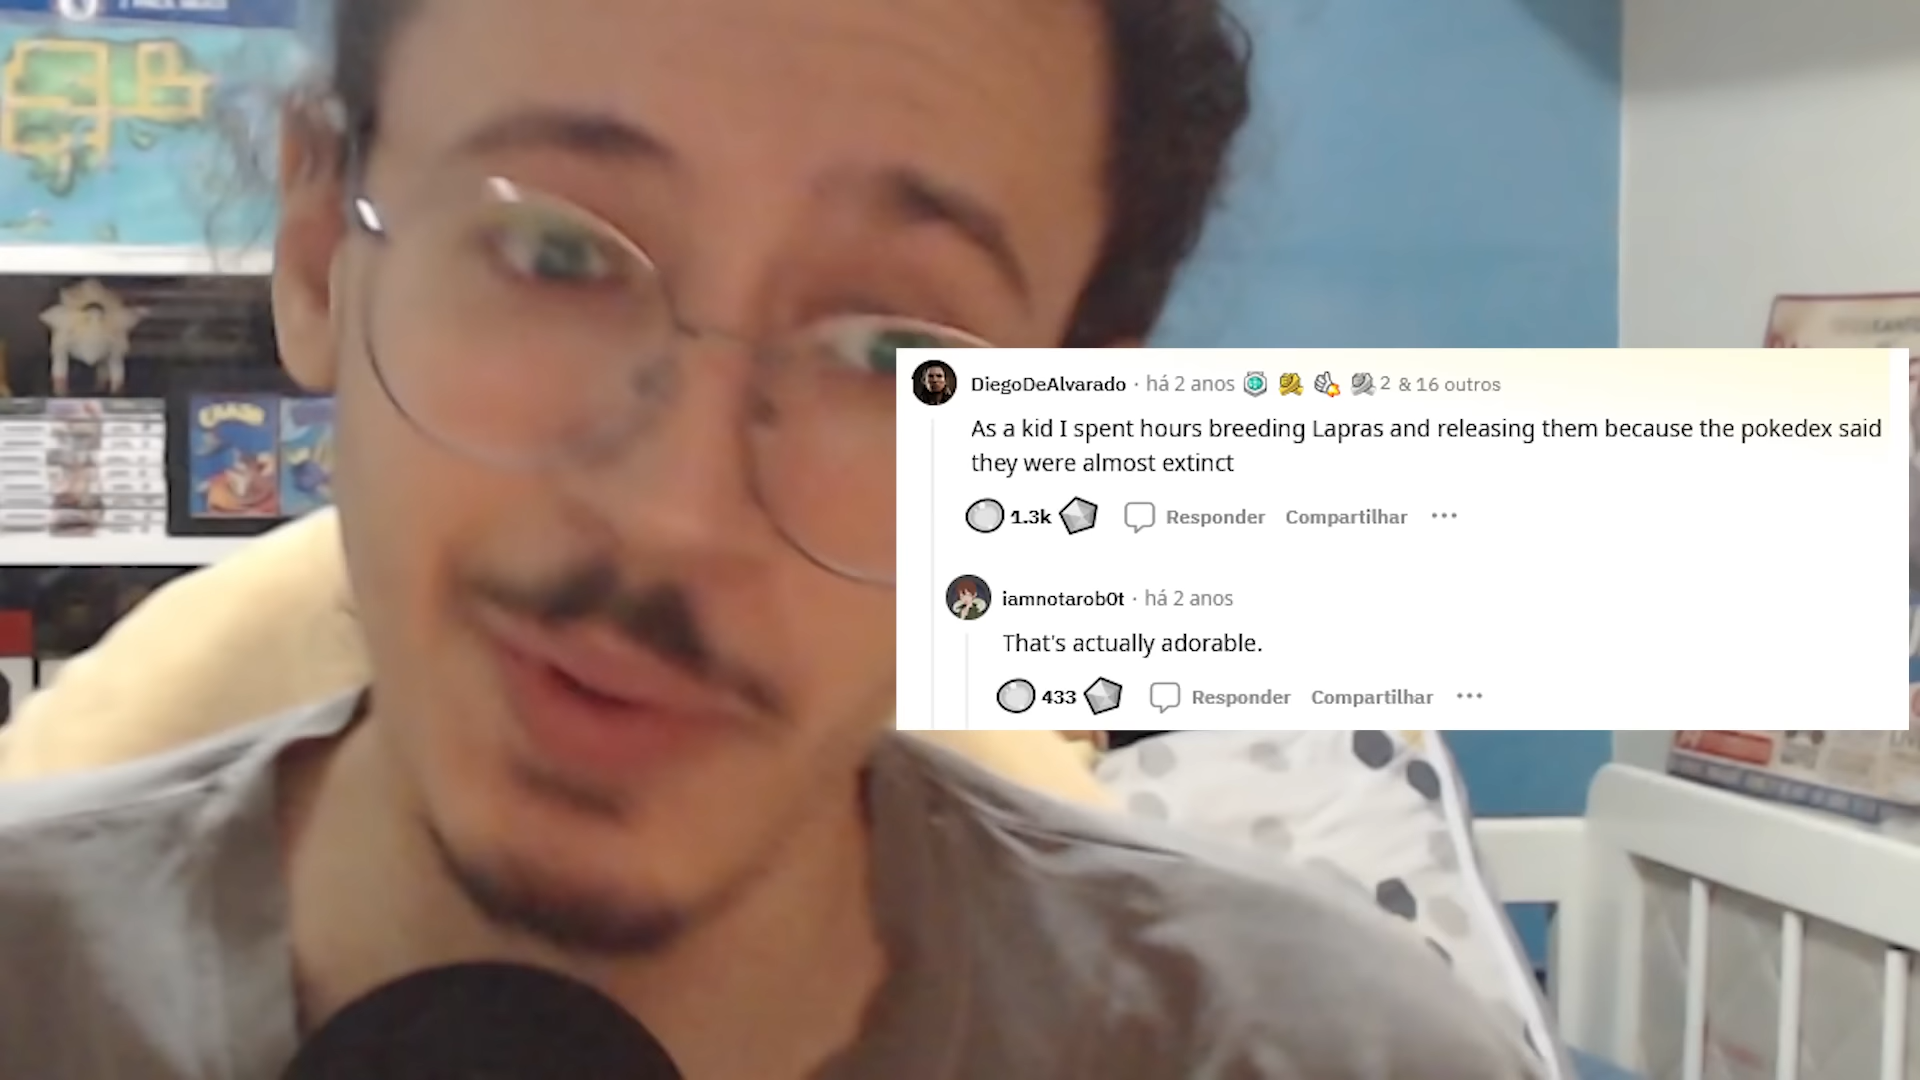 DiegoDeAlvarado · há 2 anos 2 & 16 outros
As a kid I spent hours breeding Lapras and releasing them because the pokedex said
they were almost extinct
1.3k Responder Compartilhar ...
iamnotarob0t · há 2 anos
That's actually adorable.
433 Responder Compartilhar ...
CRASH